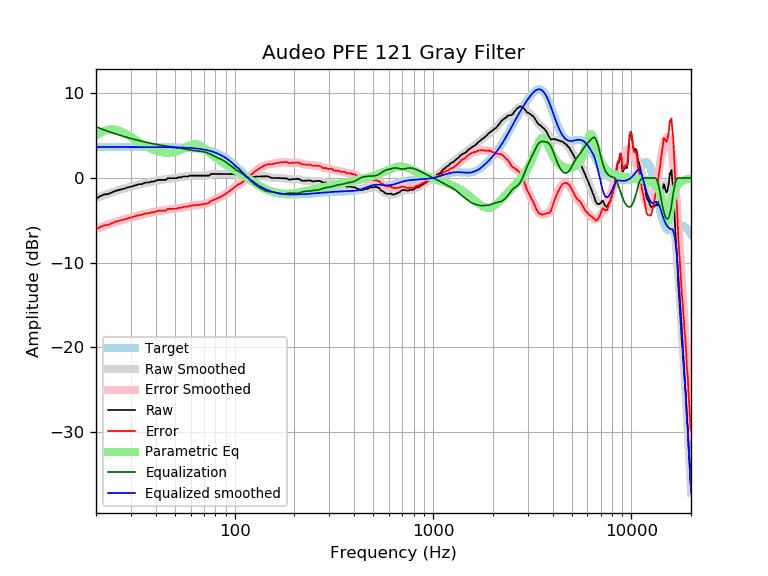 Audeo PFE 121 Gray Filter
Amplitude (dBr)
10
0
−10
−20
−30
Target
Raw Smoothed
Error Smoothed
Raw
Error
Parametric Eq
Equalization
Equalized smoothed
100
1000
10000
Frequency (Hz)